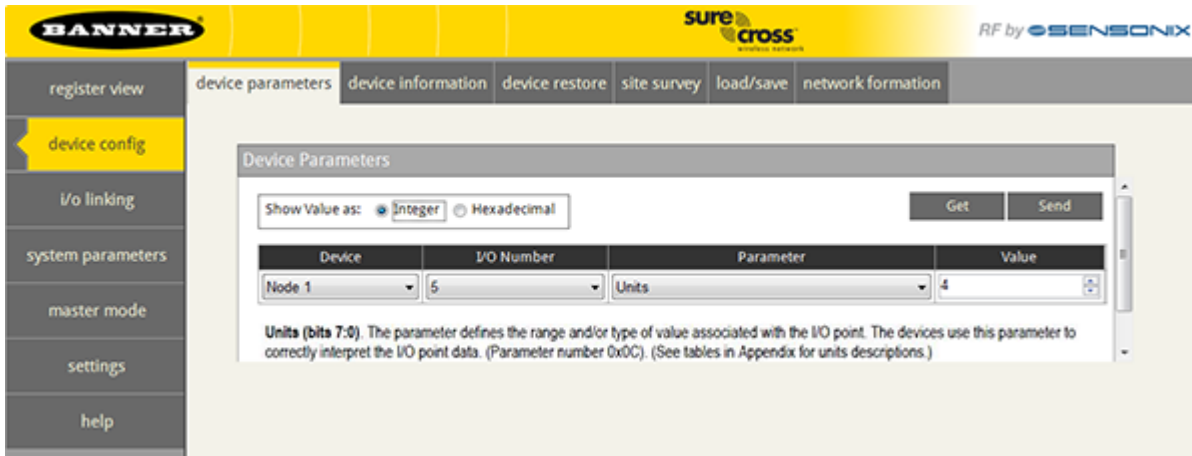 BANNER
sure cross
wireless network
RF by SENSONIX
register view
device config
i/o linking
system parameters
master mode
settings
help
device parameters device information device restore site survey load/save network formation
Device Parameters
Show Value as: Integer Hexadecimal
Get Send
Device I/O Number Parameter Value
Node 1 5 Units 4
Units (bits 7:0). The parameter defines the range and/or type of value associated with the I/O point. The devices use this parameter to
correctly interpret the I/O point data. (Parameter number 0x0C). (See tables in Appendix for units descriptions.)